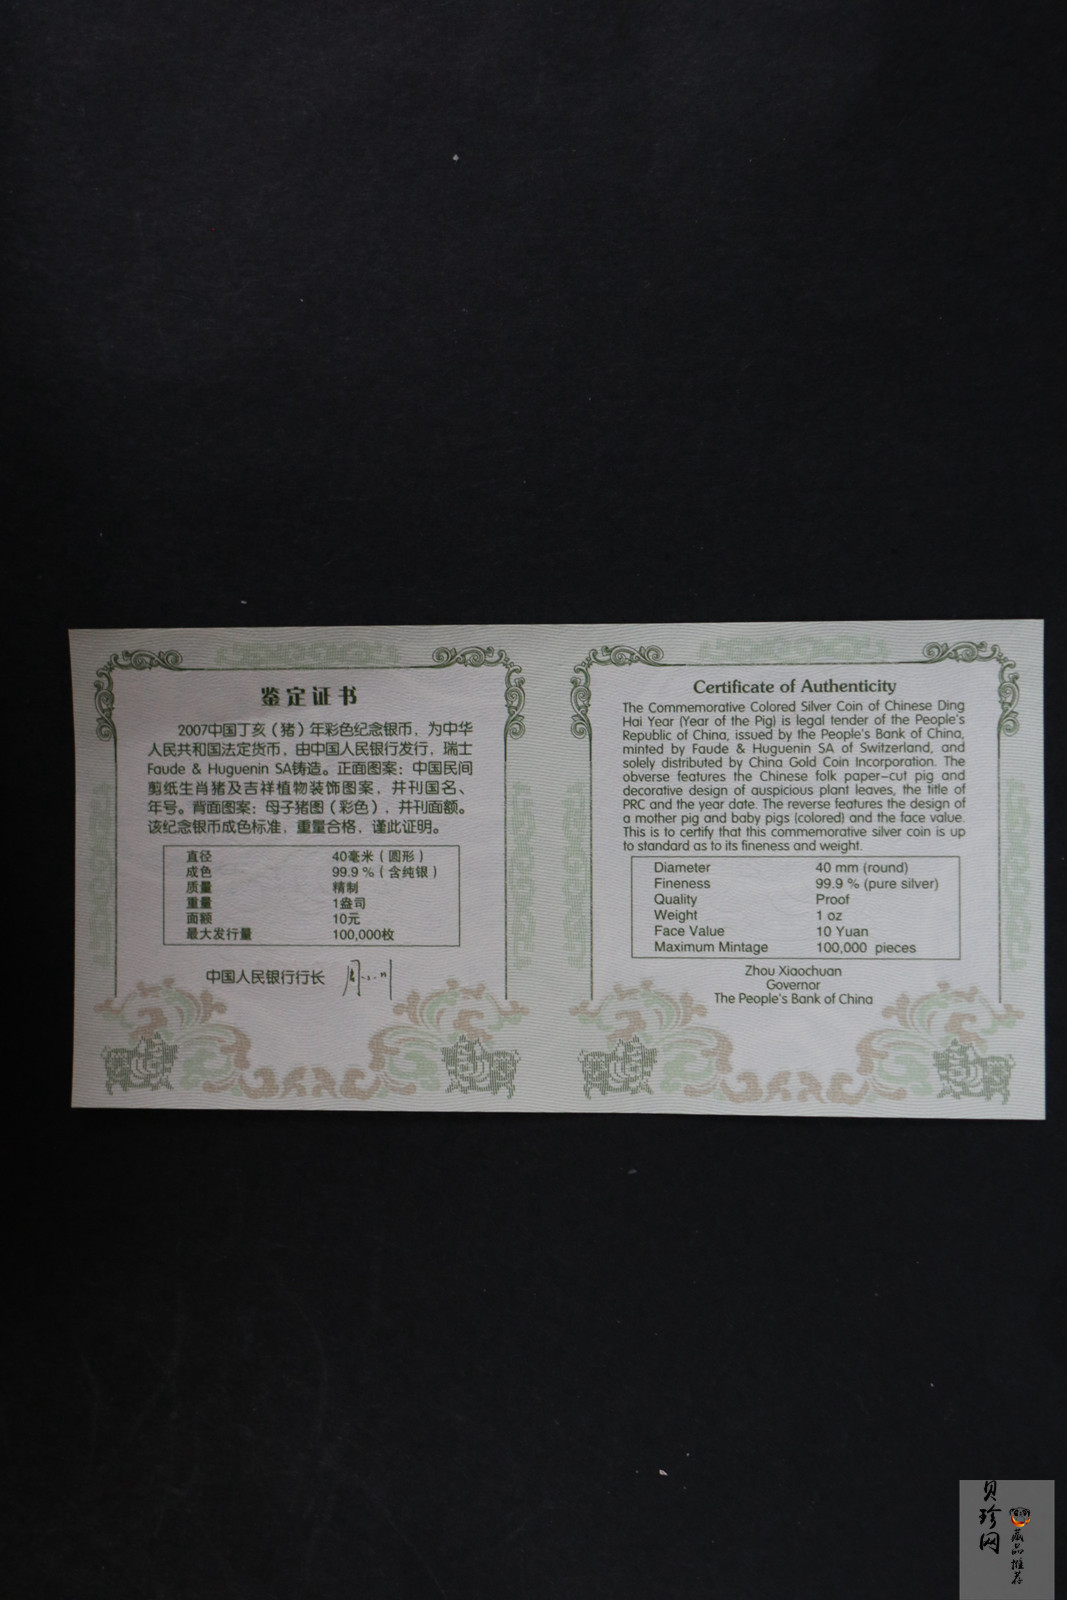 鉴定证书
2007中国丁亥（猪）年彩色纪念银币，为中华
人民共和国法定货币，由中国人民银行发行，瑞士
Faude & Huguenin SA铸造。正面图案：中国民间
剪纸生肖猪及吉祥植物装饰图案，并刊国名、
年号。背面图案：母子猪图（彩色），并刊面额。
该纪念银币成色标准，重量合格，谨此证明。
直径 40毫米（圆形）
成色 99.9%（含纯银）
质量 精制
重量 1盎司
面额 10元
最大发行量 100,000枚
中国人民银行行长
Certificate of Authenticity
The Commemorative Colored Silver Coin of Chinese Ding
Hai Year (Year of the Pig) is legal tender of the People's
Republic of China, issued by the People's Bank of China,
minted by Faude & Huguenin SA of Switzerland, and
solely distributed by China Gold Coin Incorporation. The
obverse features the Chinese folk paper-cut pig and
decorative design of auspicious plant leaves, the title of
PRC and the year date. The reverse features the design of
a mother pig and baby pigs (colored) and the face value.
This is to certify that this commemorative silver coin is up
to standard as to its fineness and weight.
Diameter 40 mm (round)
Fineness 99.9 % (pure silver)
Quality Proof
Weight 1 oz
Face Value 10 Yuan
Maximum Mintage 100,000 pieces
Zhou Xiaochuan
Governor
The People's Bank of China
贝珍网
藏品推荐